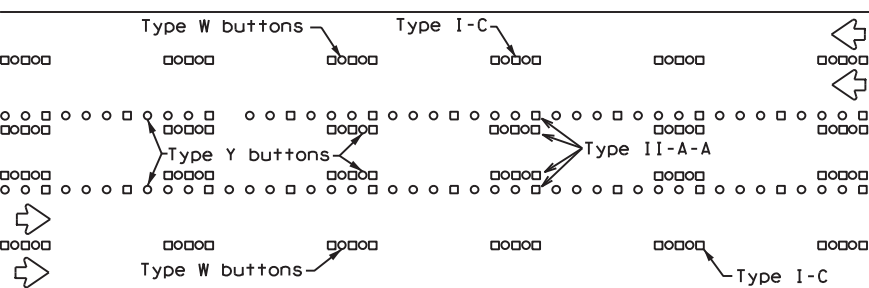 Type W buttons
Type I-C
Type Y buttons
Type II-A-A
Type W buttons
Type I-C